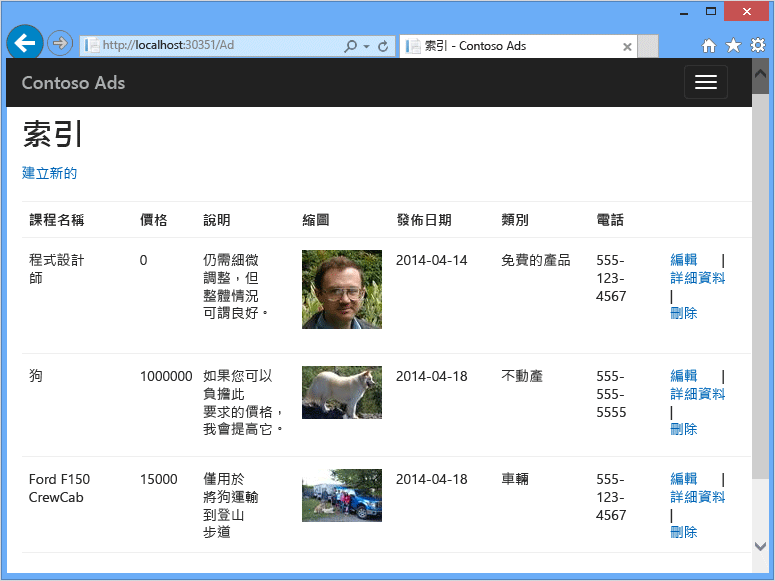 http://localhost:30351/Ad
索引 - Contoso Ads
Contoso Ads
索引
建立新的
課程名稱 價格 說明 縮圖 發佈日期 類別 電話
程式設計 0 仍需細微 2014-04-14 免費的產品 555- 編輯 |
師 調整，但 123- 詳細資料
整體情況 4567 |
可謂良好。 刪除
狗 1000000 如果您可以 2014-04-18 不動產 555- 編輯 |
負擔此 555- 詳細資料
要求的價格， 5555 |
我會提高它。 刪除
Ford F150 15000 僅用於 2014-04-18 車輛 555- 編輯 |
CrewCab 將狗運輸 123- 詳細資料
到登山 4567 |
步道 刪除